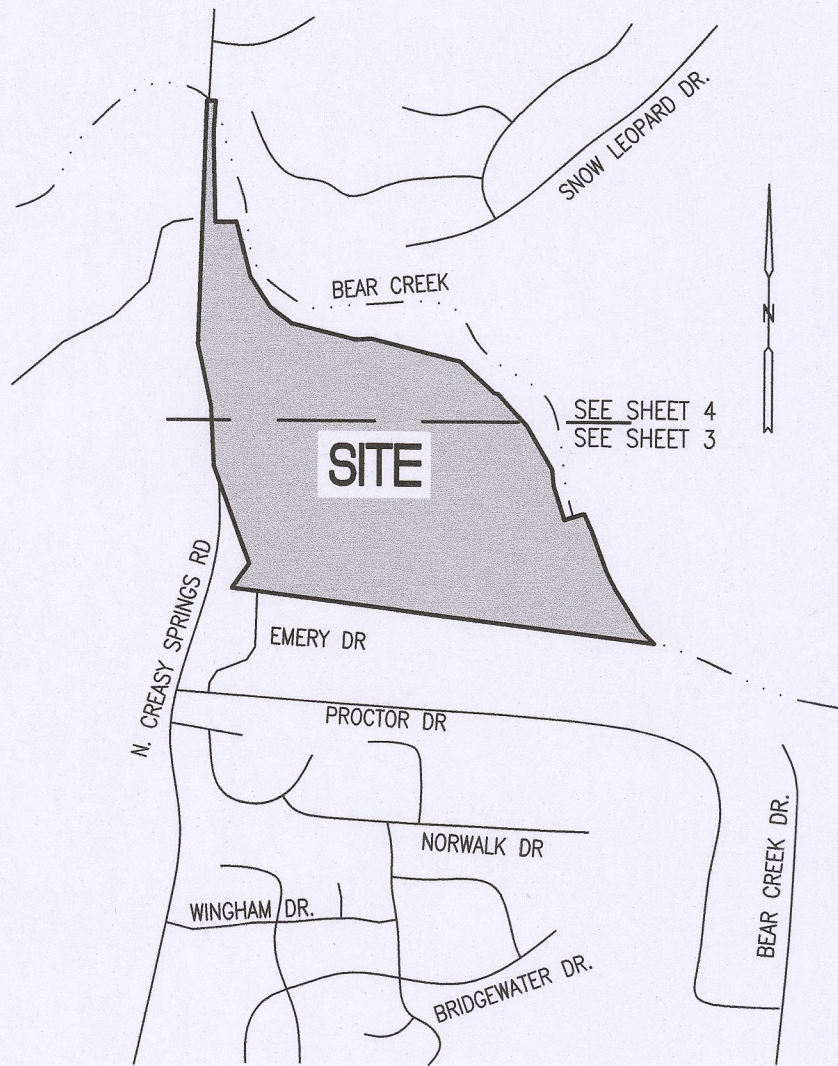 SNOW LEOPARD DR.
BEAR CREEK
N
SEE SHEET 4
SEE SHEET 3
SITE
N. CREASY SPRINGS RD
EMERY DR
PROCTOR DR
NORWALK DR
BEAR CREEK DR.
WINGHAM DR.
BRIDGEWATER DR.